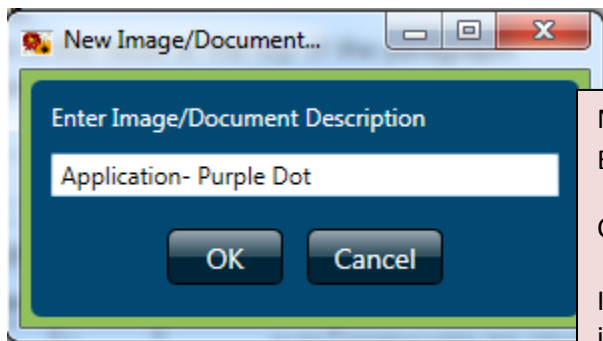 New Image/Document...
Enter Image/Document Description
Application- Purple Dot
OK
Cancel